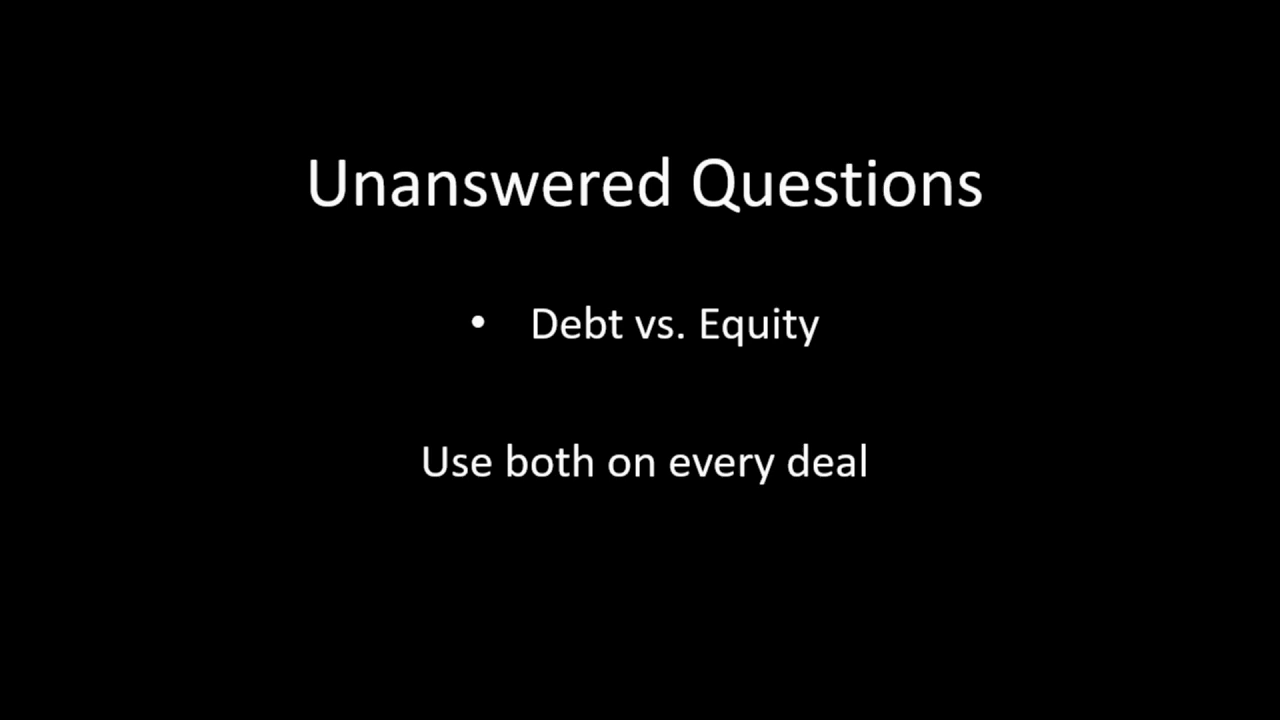 Unanswered Questions
• Debt vs. Equity
Use both on every deal